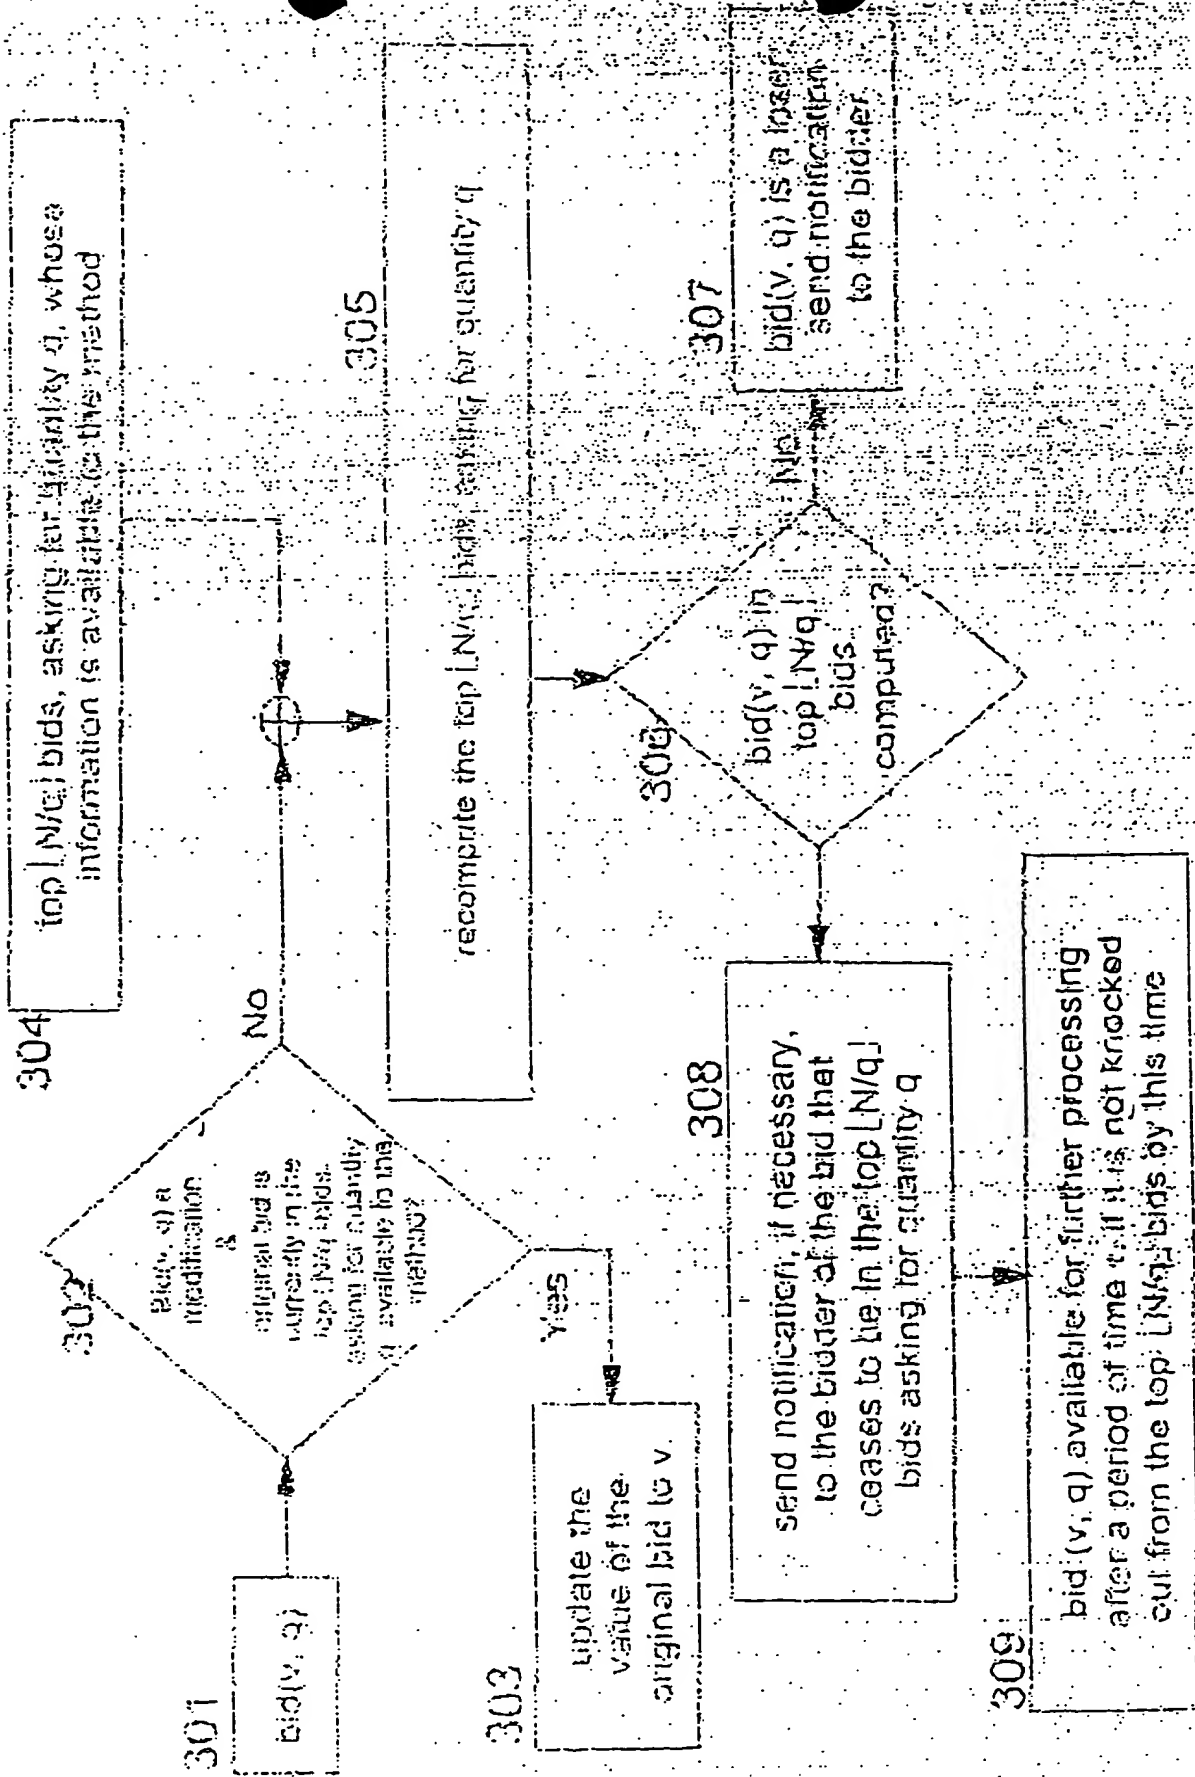 301
bid(v, q)
302
Bid(v, q) a
modification
&
original bid is
currently in the
top ⌊N/q⌋ bids
asking for quantity
q available to the
method?
Yes
No
303
update the
value of the
original bid to v
304
top ⌊N/q⌋ bids, asking for quantity q, whose
information is available to the method
305
recompute the top ⌊N/q⌋ bids, asking for quantity q
306
bid(v, q) in
top ⌊N/q⌋
bids
computed?
No
307
bid(v, q) is a loser
send notification
to the bidder
308
send notification, if necessary,
to the bidder of the bid that
ceases to be in the top ⌊N/q⌋
bids asking for quantity q
309
bid (v, q) available for further processing
after a period of time if it is not knocked
out from the top ⌊N/q⌋ bids by this time